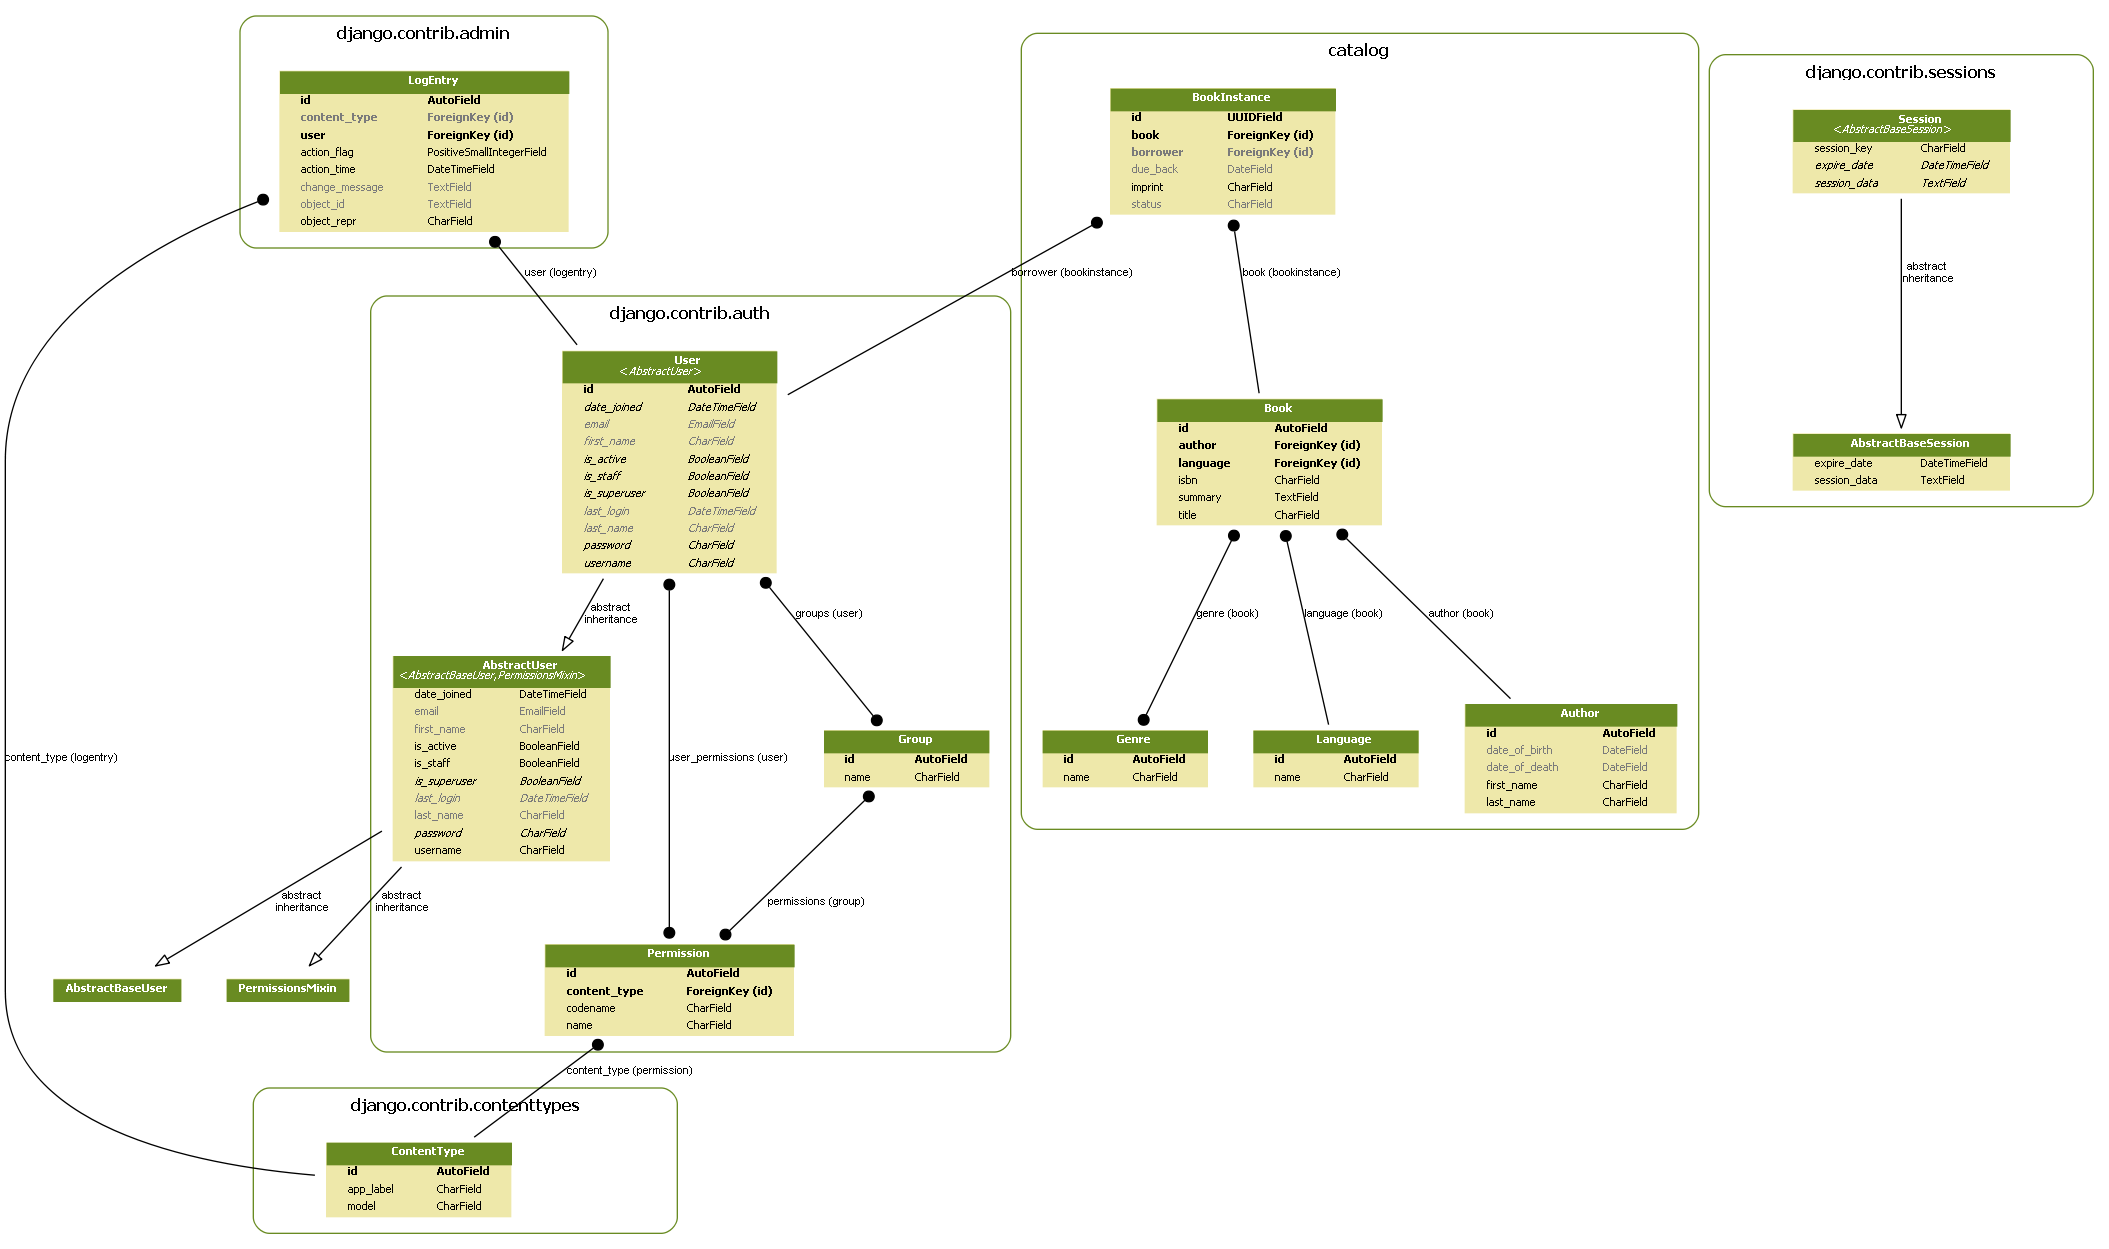 django.contrib.admin
LogEntry
id AutoField
content_type ForeignKey (id)
user ForeignKey (id)
action_flag PositiveSmallIntegerField
action_time DateTimeField
change_message TextField
object_id TextField
object_repr CharField
catalog
BookInstance
id UUIDField
book ForeignKey (id)
borrower ForeignKey (id)
due_back DateField
imprint CharField
status CharField
django.contrib.sessions
Session
<AbstractBaseSession>
session_key CharField
expire_date DateTimeField
session_data TextField
user (logentry)
borrower (bookinstance)
book (bookinstance)
abstract
inheritance
django.contrib.auth
User
<AbstractUser>
id AutoField
date_joined DateTimeField
email EmailField
first_name CharField
is_active BooleanField
is_staff BooleanField
is_superuser BooleanField
last_login DateTimeField
last_name CharField
password CharField
username CharField
Book
id AutoField
author ForeignKey (id)
language ForeignKey (id)
isbn CharField
summary TextField
title CharField
AbstractBaseSession
expire_date DateTimeField
session_data TextField
abstract
inheritance
groups (user)
genre (book)
language (book)
author (book)
AbstractUser
<AbstractBaseUser,PermissionsMixin>
date_joined DateTimeField
email EmailField
first_name CharField
is_active BooleanField
is_staff BooleanField
is_superuser BooleanField
last_login DateTimeField
last_name CharField
password CharField
username CharField
content_type (logentry)
user_permissions (user)
Group
id AutoField
name CharField
Genre
id AutoField
name CharField
Language
id AutoField
name CharField
Author
id AutoField
date_of_birth DateField
date_of_death DateField
first_name CharField
last_name CharField
abstract
inheritance
abstract
inheritance
permissions (group)
AbstractBaseUser
PermissionsMixin
Permission
id AutoField
content_type ForeignKey (id)
codename CharField
name CharField
content_type (permission)
django.contrib.contenttypes
ContentType
id AutoField
app_label CharField
model CharField